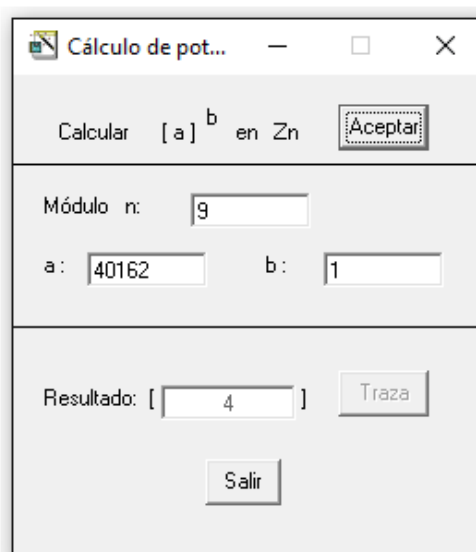 Cálculo de pot...
Calcular [ a ] b en Zn Aceptar
Módulo n: 9
a : 40162 b : 1
Resultado: [ 4 ] Traza
Salir